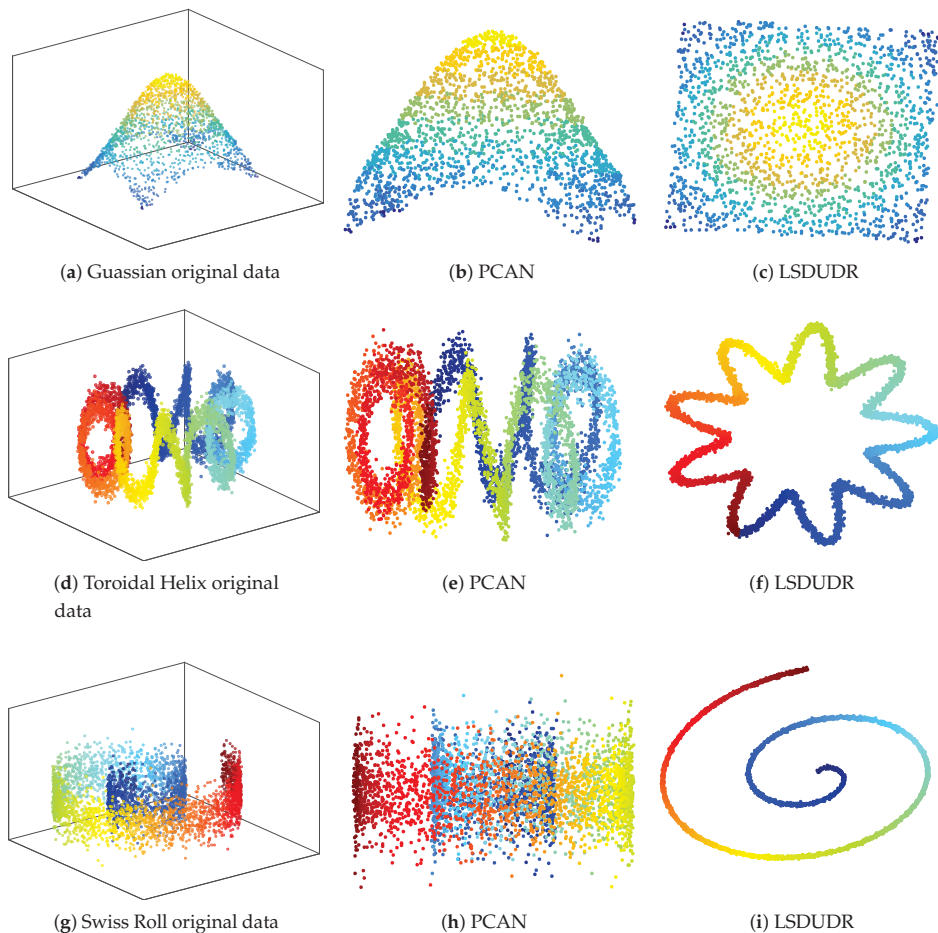 (a) Guassian original data
(b) PCAN
(c) LSDUDR
(d) Toroidal Helix original
data
(e) PCAN
(f) LSDUDR
(g) Swiss Roll original data
(h) PCAN
(i) LSDUDR